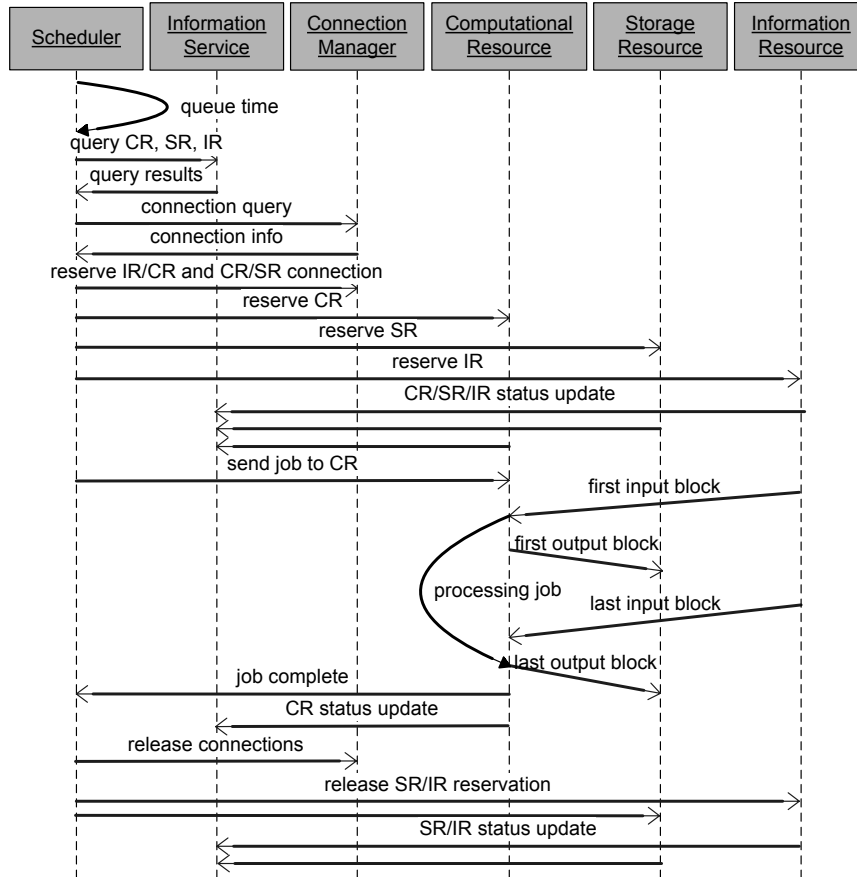 Scheduler
Information Service
Connection Manager
Computational Resource
Storage Resource
Information Resource
queue time
query CR, SR, IR
query results
connection query
connection info
reserve IR/CR and CR/SR connection
reserve CR
reserve SR
reserve IR
CR/SR/IR status update
send job to CR
first input block
first output block
processing job
last input block
last output block
job complete
CR status update
release connections
release SR/IR reservation
SR/IR status update